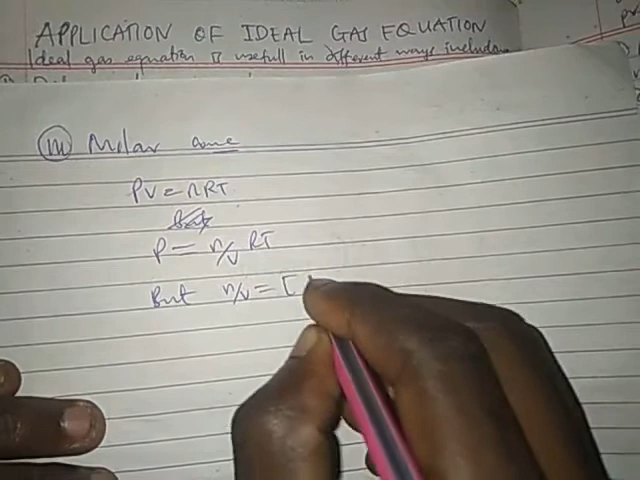 APPLICATION OF IDEAL GAS EQUATION
Ideal gas equation is usefull in different ways includin
(III) Molar conc
PV = nRT
P = n/v RT
But n/v = [